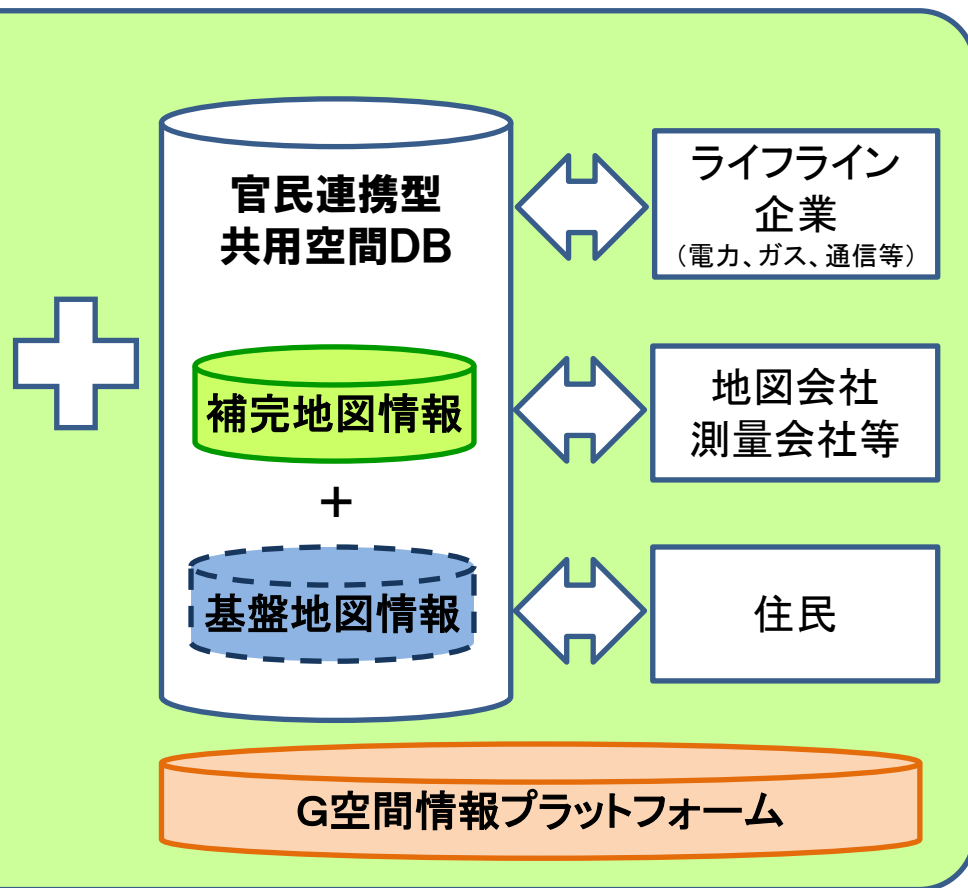 官民連携型
共用空間DB
補完地図情報
+
基盤地図情報
ライフライン
企業
（電力、ガス、通信等）
地図会社
測量会社等
住民
G空間情報プラットフォーム